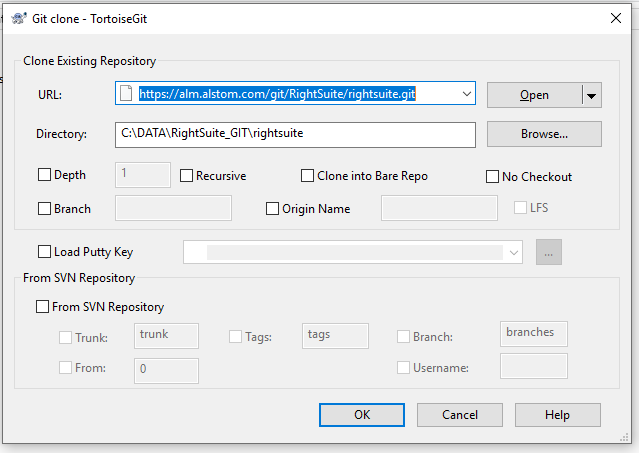 Git clone - TortoiseGit
Clone Existing Repository
URL: https://alm.alstom.com/git/RightSuite/rightsuite.git Open
Directory: C:\DATA\RightSuite_GIT\rightsuite Browse...
Depth 1 Recursive Clone into Bare Repo No Checkout
Branch Origin Name LFS
Load Putty Key ...
From SVN Repository
From SVN Repository
Trunk: trunk Tags: tags Branch: branches
From: 0 Username:
OK Cancel Help